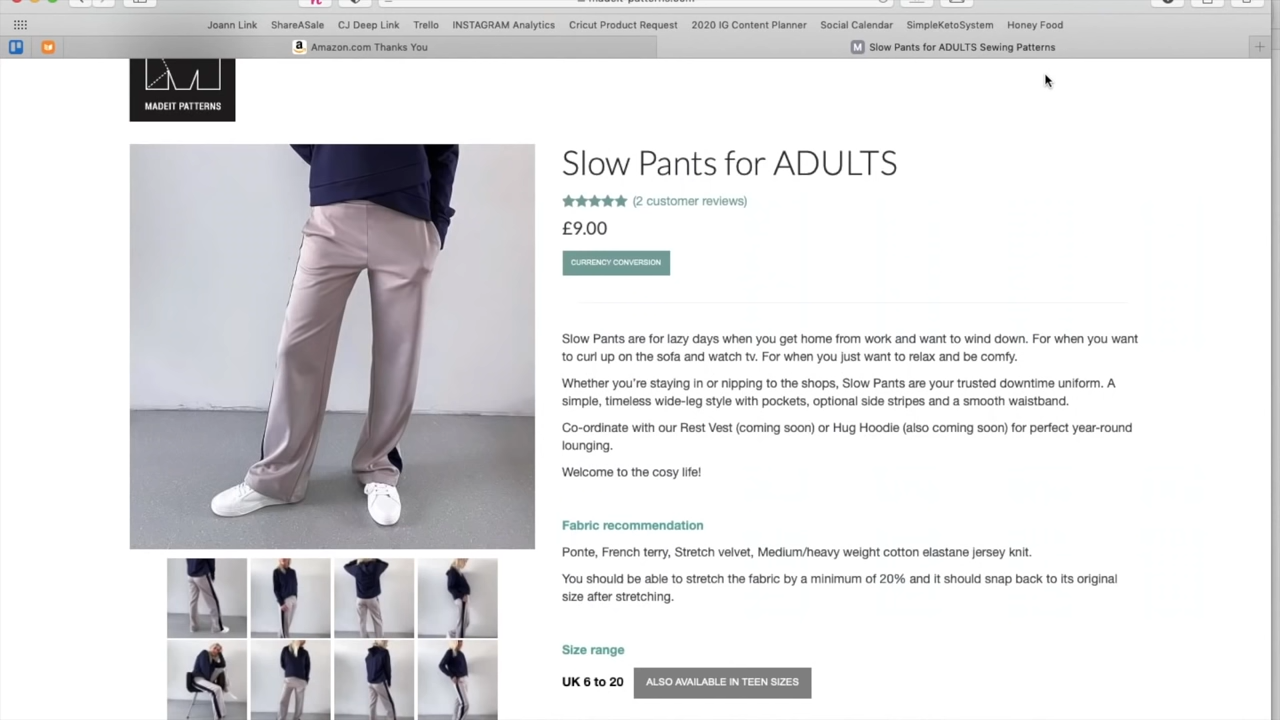 madeit-patterns.com
Joann Link ShareASale CJ Deep Link Trello INSTAGRAM Analytics Cricut Product Request 2020 IG Content Planner Social Calendar SimpleKetoSystem Honey Food
Amazon.com Thanks You
M Slow Pants for ADULTS Sewing Patterns
MADEIT PATTERNS
Slow Pants for ADULTS
(2 customer reviews)
£9.00
CURRENCY CONVERSION
Slow Pants are for lazy days when you get home from work and want to wind down. For when you want
to curl up on the sofa and watch tv. For when you just want to relax and be comfy.
Whether you're staying in or nipping to the shops, Slow Pants are your trusted downtime uniform. A
simple, timeless wide-leg style with pockets, optional side stripes and a smooth waistband.
Co-ordinate with our Rest Vest (coming soon) or Hug Hoodie (also coming soon) for perfect year-round
lounging.
Welcome to the cosy life!
Fabric recommendation
Ponte, French terry, Stretch velvet, Medium/heavy weight cotton elastane jersey knit.
You should be able to stretch the fabric by a minimum of 20% and it should snap back to its original
size after stretching.
Size range
UK 6 to 20 ALSO AVAILABLE IN TEEN SIZES